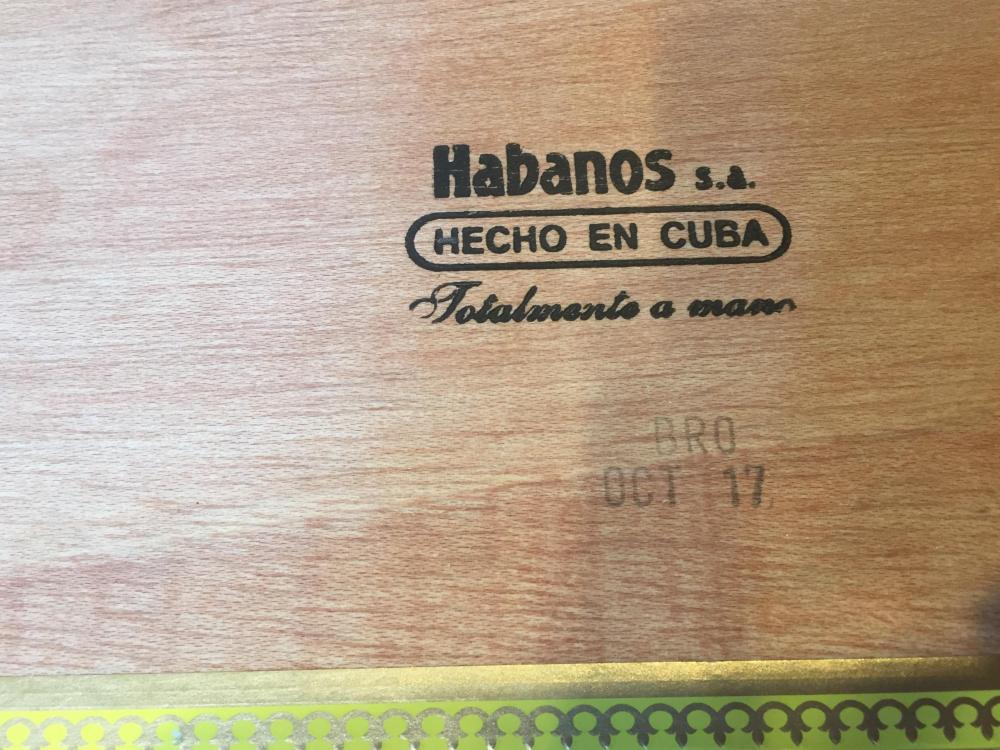 Habanos s.a.
HECHO EN CUBA
Totalmente a mano
BRO
OCT 17